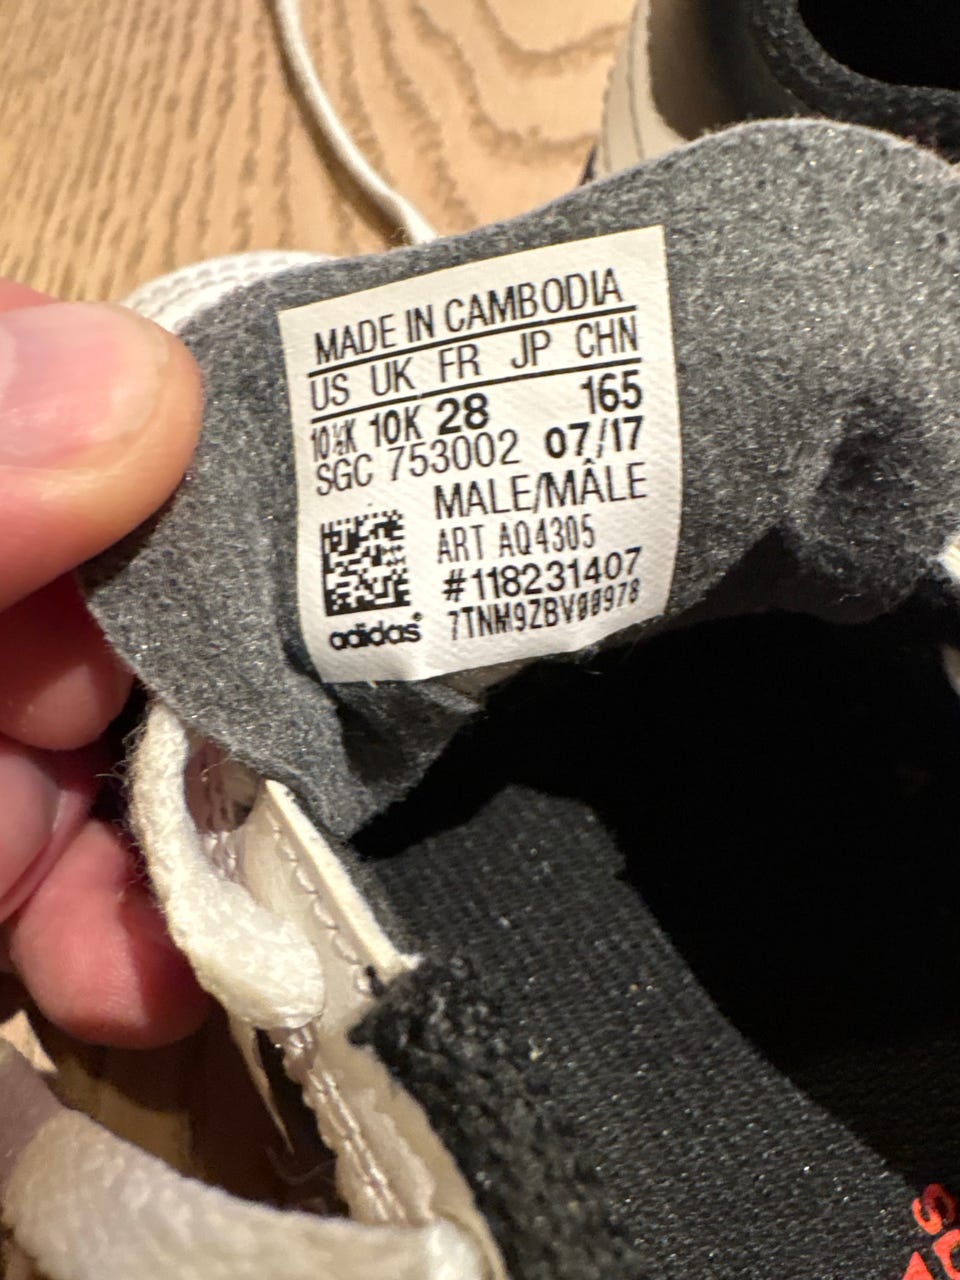 MADE IN CAMBODIA
US UK FR JP CHN
10½K 10K 28 165
SGC 753002 07/17
MALE/MÂLE
ART AQ4305
#118231407
7TNM9ZBV00978
adidas